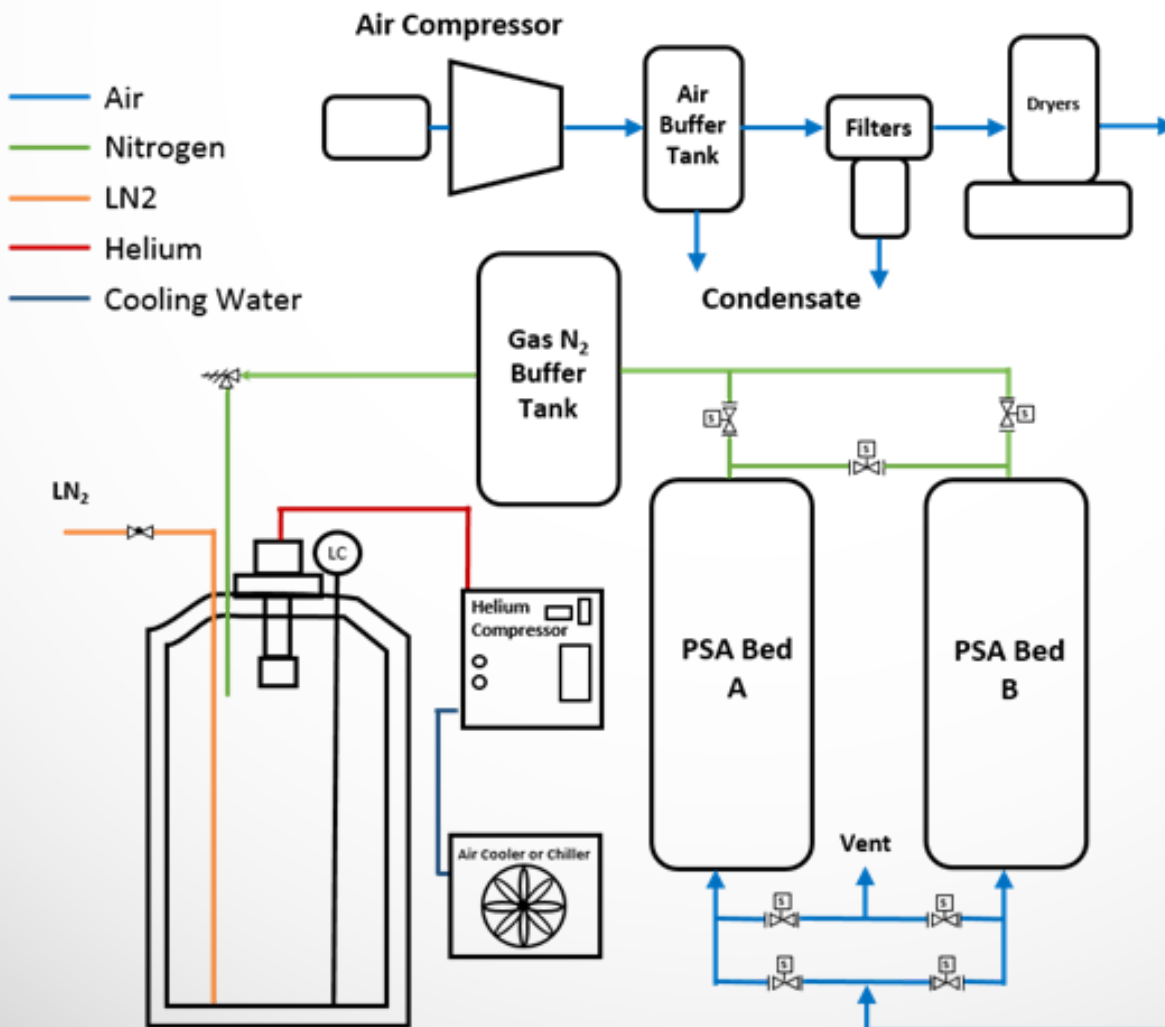 Air Compressor
Air
Nitrogen
LN2
Helium
Cooling Water
Air
Buffer
Tank
Filters
Dryers
Condensate
Gas N₂
Buffer
Tank
S
S
S
LN₂
LC
Helium
Compressor
PSA Bed
A
PSA Bed
B
Air Cooler or Chiller
Vent
S
S
S
S